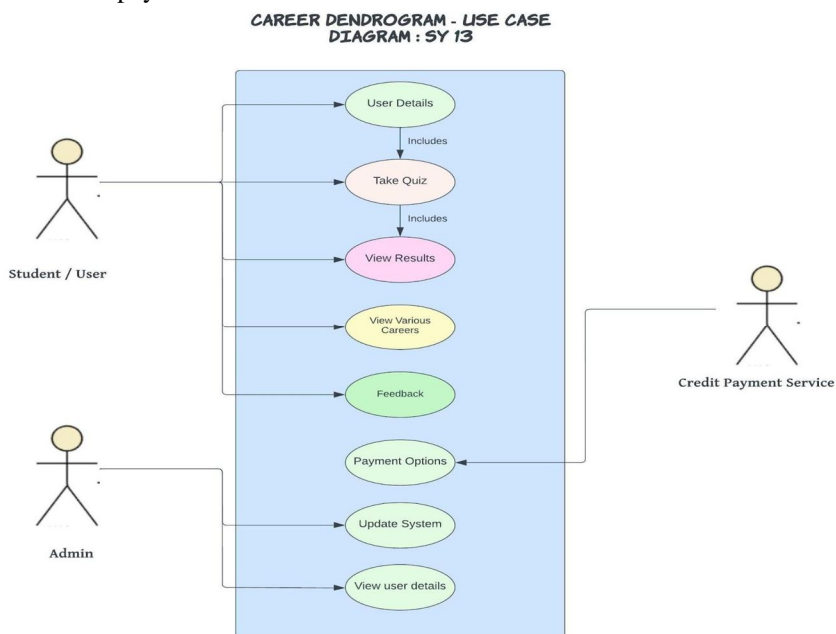 CAREER DENDROGRAM - USE CASE
DIAGRAM : SY 13
User Details
Includes
Take Quiz
Includes
View Results
Student / User
View Various
Careers
Credit Payment Service
Feedback
Payment Options
Update System
Admin
View user details